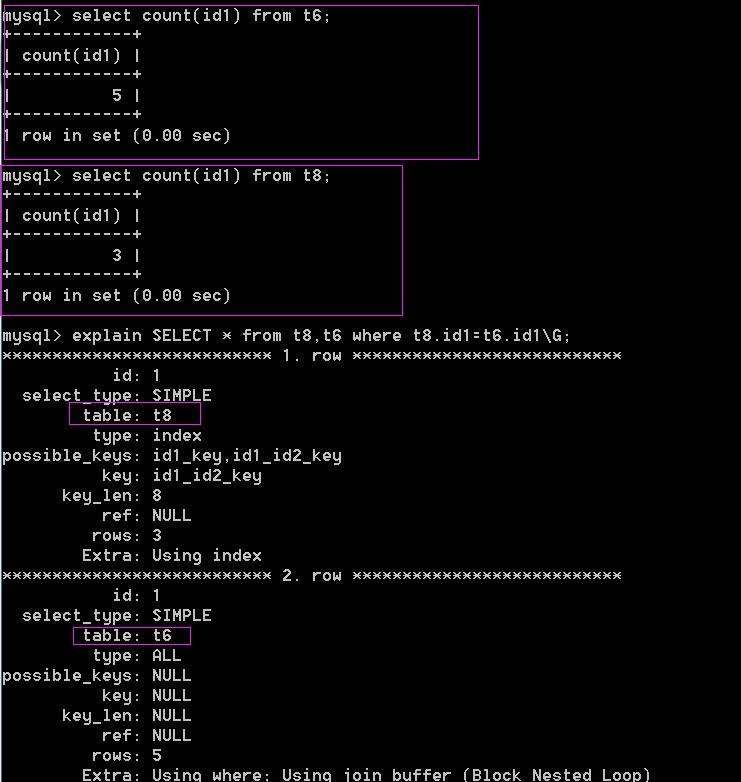 mysql> select count(id1) from t6;
+------------+
| count(id1) |
+------------+
|          5 |
+------------+
1 row in set (0.00 sec)
mysql> select count(id1) from t8;
+------------+
| count(id1) |
+------------+
|          3 |
+------------+
1 row in set (0.00 sec)
mysql> explain SELECT * from t8,t6 where t8.id1=t6.id1\G;
*************************** 1. row ***************************
id: 1
select_type: SIMPLE
table: t8
type: index
possible_keys: id1_key,id1_id2_key
key: id1_id2_key
key_len: 8
ref: NULL
rows: 3
Extra: Using index
*************************** 2. row ***************************
id: 1
select_type: SIMPLE
table: t6
type: ALL
possible_keys: NULL
key: NULL
key_len: NULL
ref: NULL
rows: 5
Extra: Using where; Using join buffer (Block Nested Loop)